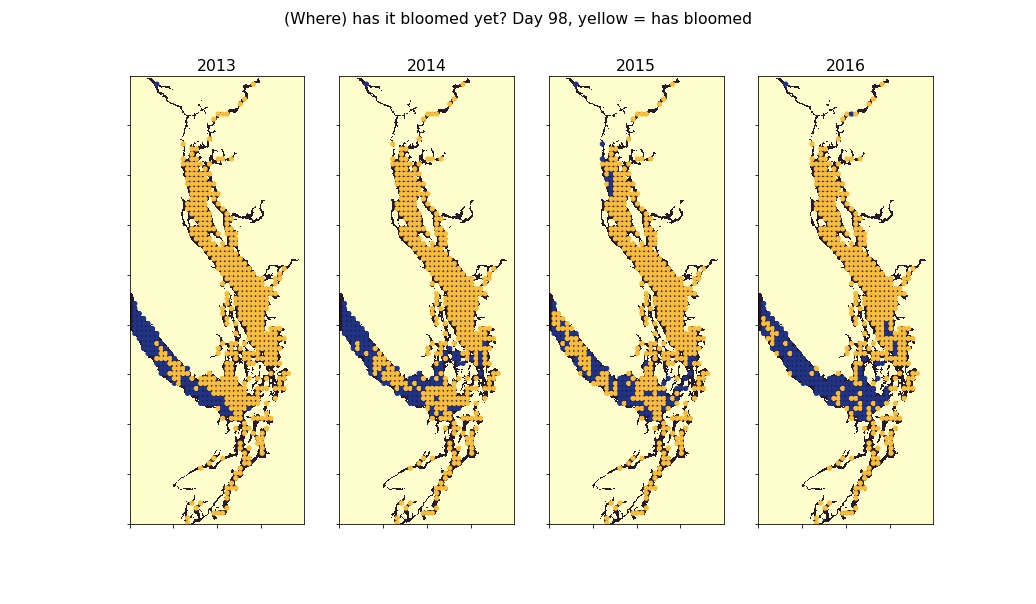 (Where) has it bloomed yet? Day 98, yellow = has bloomed
2013 2014 2015 2016